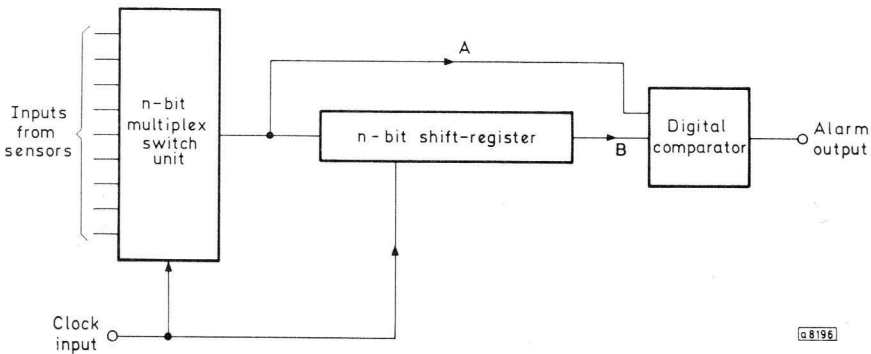 Inputs
from
sensors
n-bit
multiplex
switch
unit
A
n-bit shift-register
B
Digital
comparator
Alarm
output
Clock
input
a8196